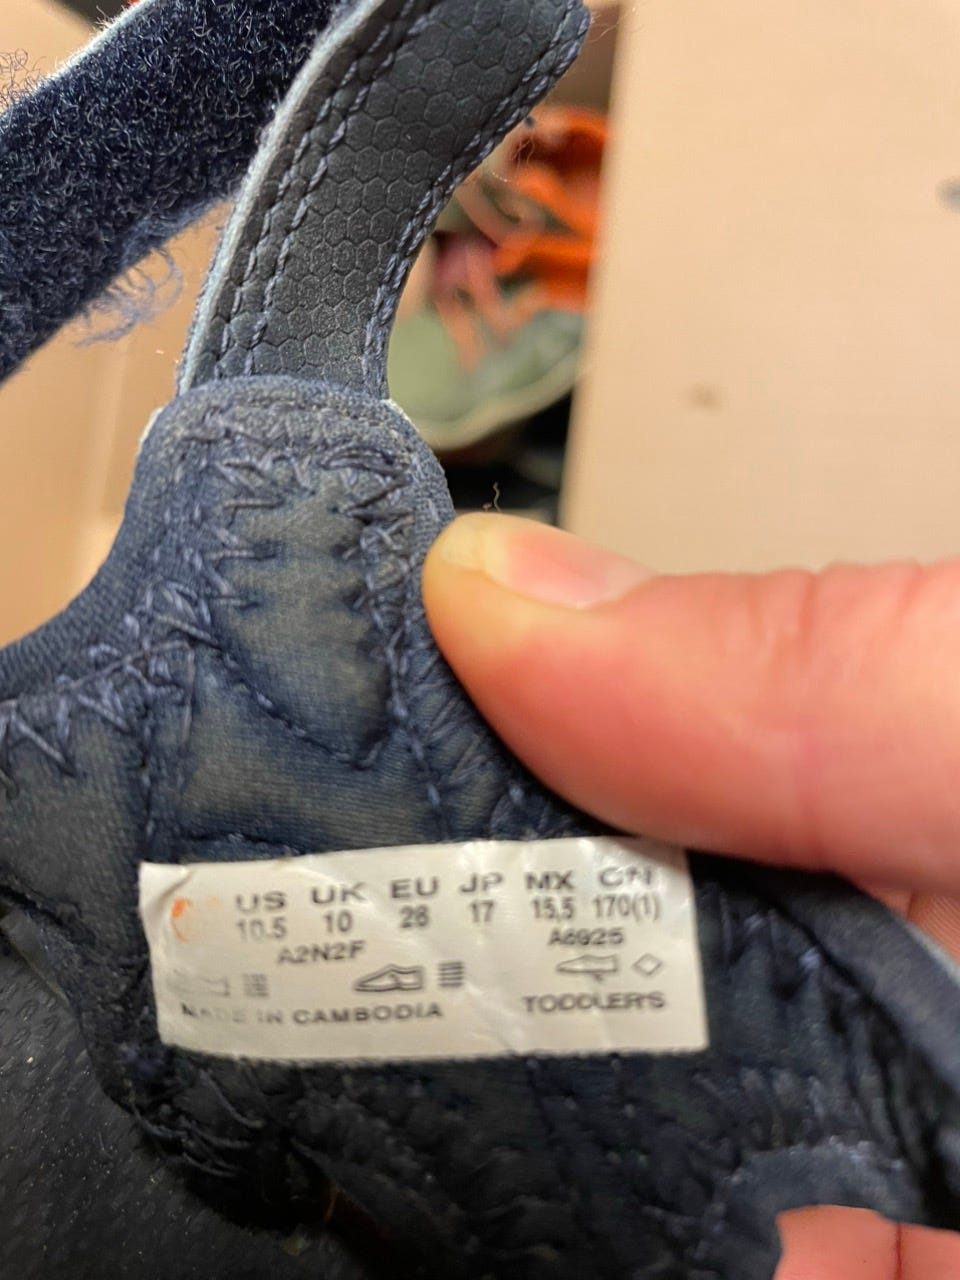 US UK EU JP MX CN
10.5 10 28 17 15,5 170(1)
A2N2F A6925
MADE IN CAMBODIA TODDLER'S